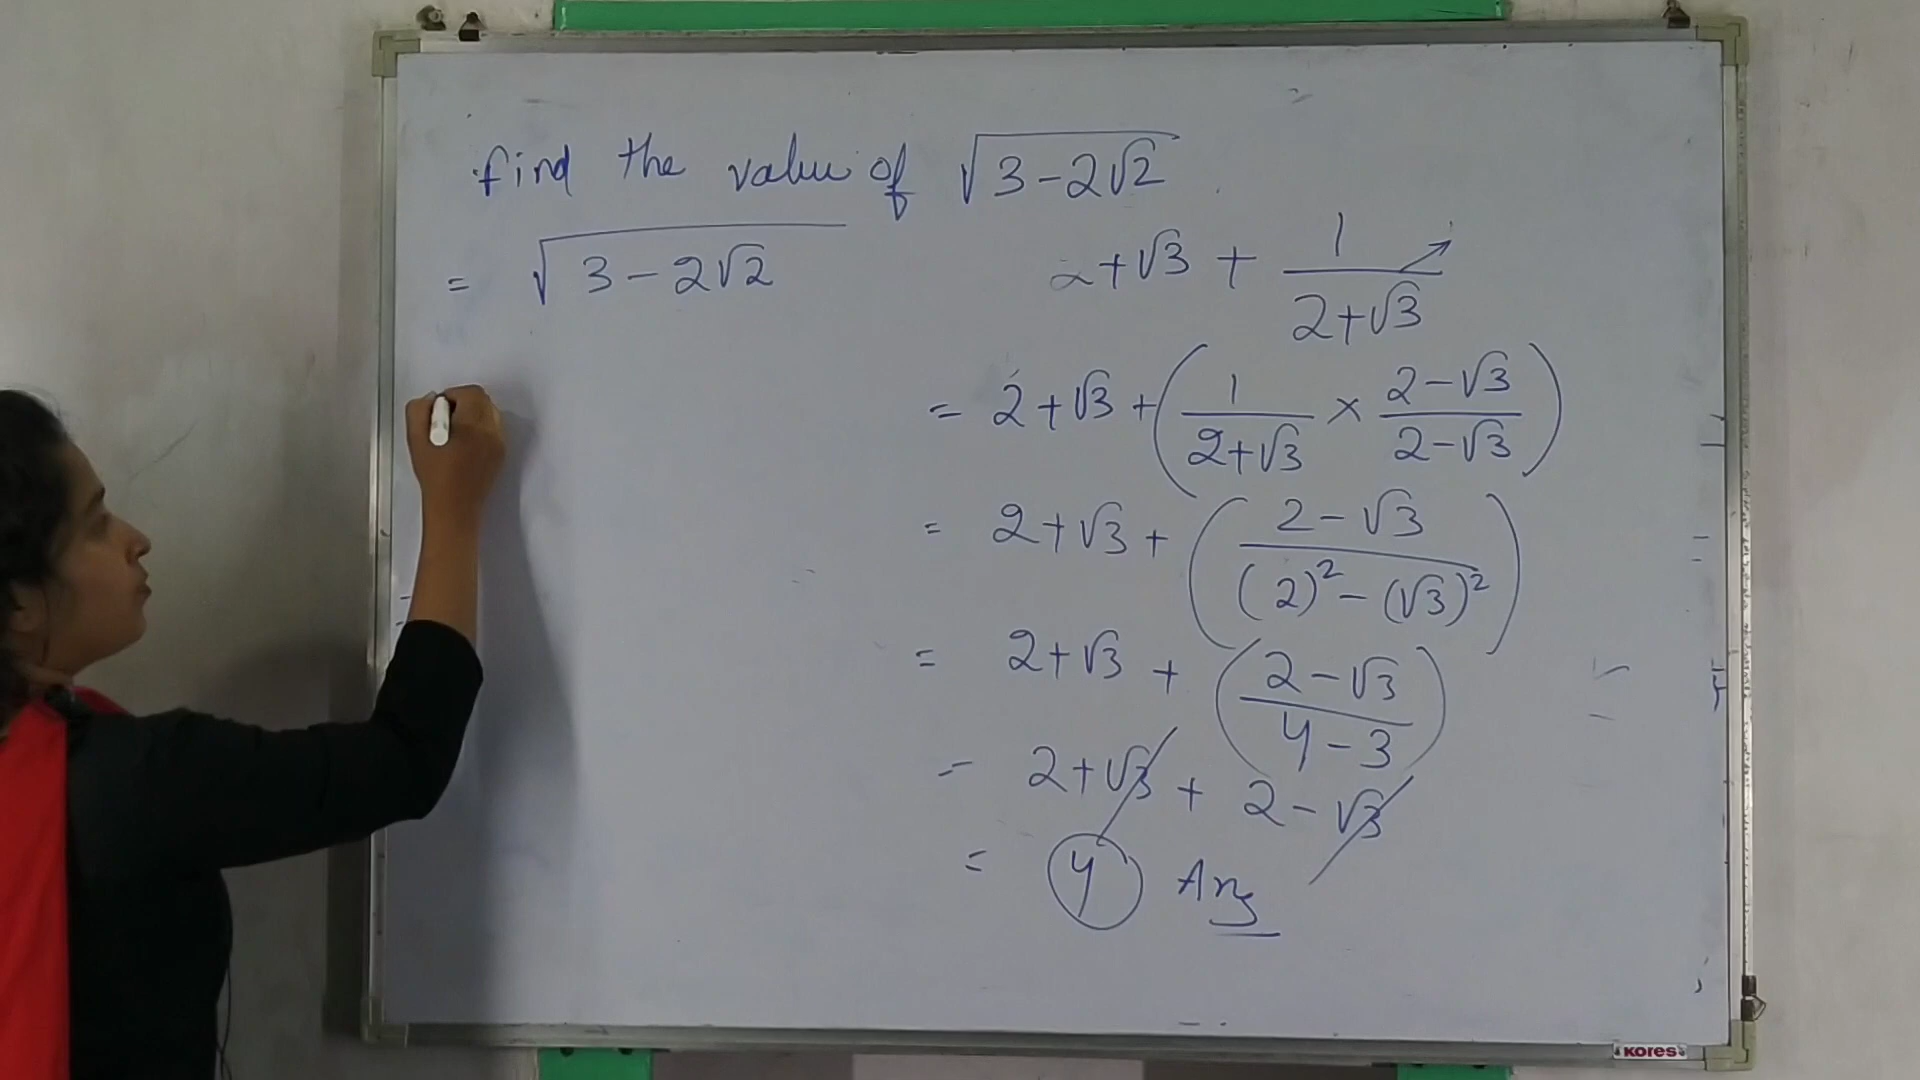 find the value of √(3-2√2)
= √(3-2√2)
2+√3 + 1/(2+√3)
= 2+√3 + (1/(2+√3) × (2-√3)/(2-√3))
= 2+√3 + ((2-√3)/((2)²-(√3)²))
= 2+√3 + ((2-√3)/(4-3))
= 2+√3 + 2-√3
= 4 Ans
KORES